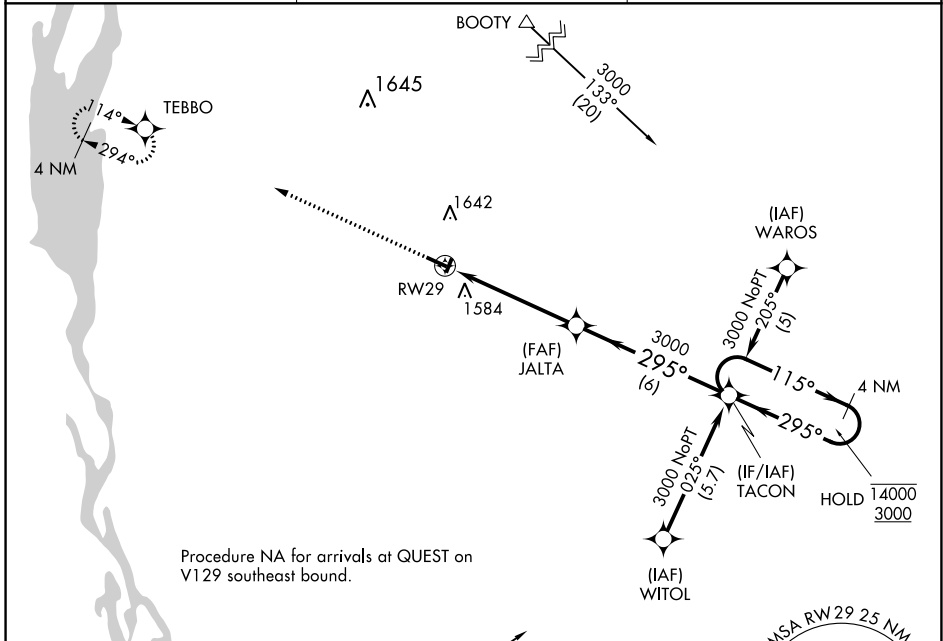 BOOTY
3000
133°
(20)
1645
TEBBO
114°
294°
4 NM
1642
(IAF)
WAROS
RW29
1584
3000 NoPT
205°
(5)
(FAF)
JALTA
3000
295°
(6)
115°
4 NM
295°
3000 NoPT
025°
(5.7)
(IF/IAF)
TACON
HOLD 14000
3000
Procedure NA for arrivals at QUEST on
V129 southeast bound.
(IAF)
WITOL
MSA RW29 25 NM